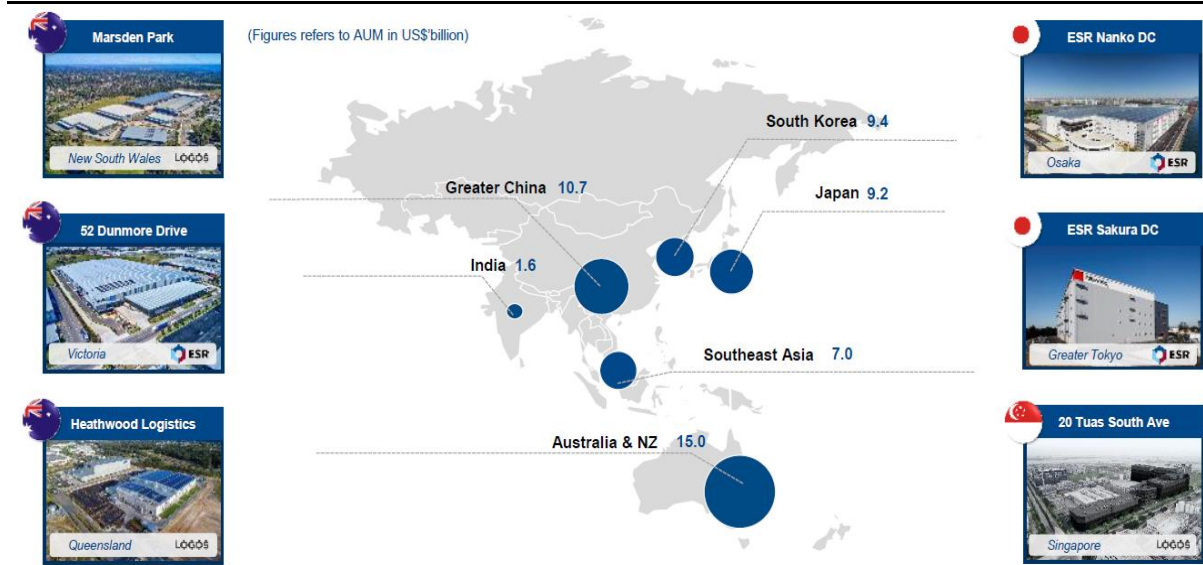 Marsden Park
New South Wales LOGOS
52 Dunmore Drive
Victoria ESR
Heathwood Logistics
Queensland LOGOS
(Figures refers to AUM in US$'billion)
South Korea 9.4
Greater China 10.7
Japan 9.2
India 1.6
Southeast Asia 7.0
Australia & NZ 15.0
ESR Nanko DC
Osaka ESR
ESR Sakura DC
Greater Tokyo ESR
20 Tuas South Ave
Singapore LOGOS